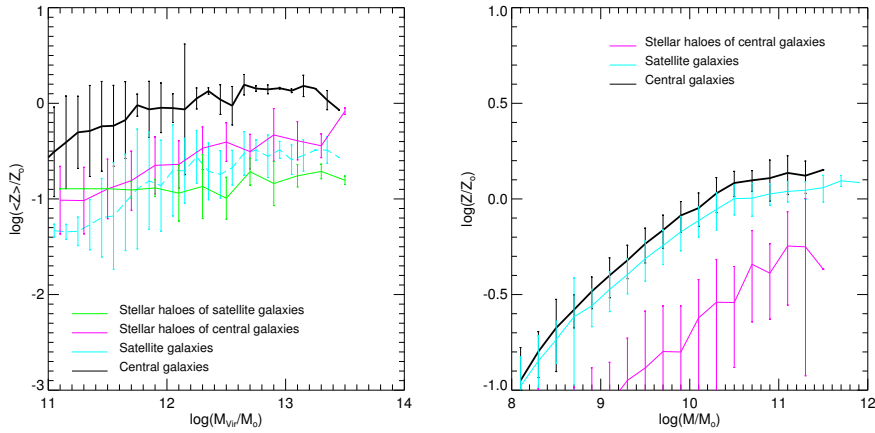 1
0
-1
-2
-3
log(<Z>/Zo)
Stellar haloes of satellite galaxies
Stellar haloes of central galaxies
Satellite galaxies
Central galaxies
11 12 13 14
log(MVir/Mo)
1.0
0.5
0.0
-0.5
-1.0
log(Z/Zo)
Stellar haloes of central galaxies
Satellite galaxies
Central galaxies
8 9 10 11 12
log(M/Mo)